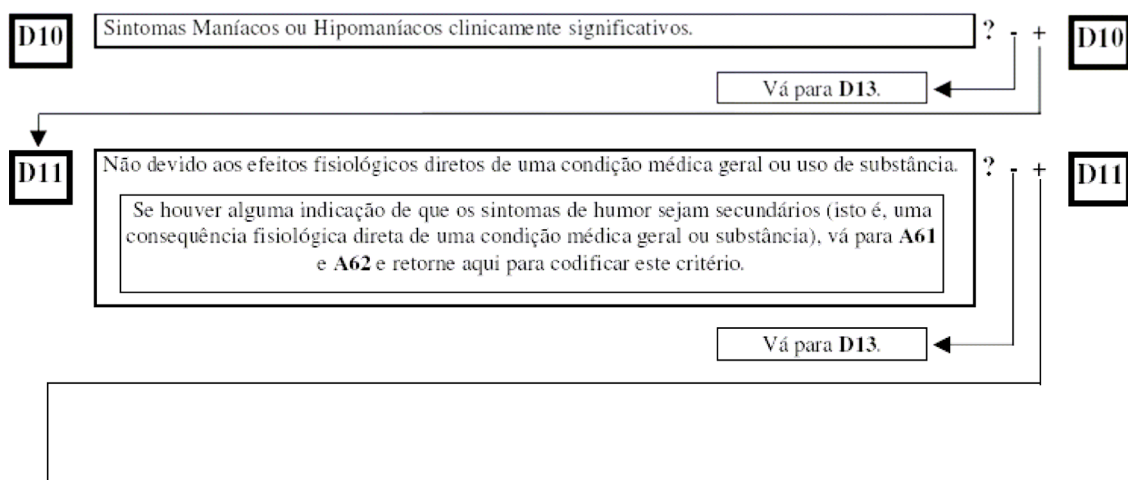 D10 Sintomas Maníacos ou Hipomaníacos clinicamente significativos. ? - + D10
Vá para D13.
D11 Não devido aos efeitos fisiológicos diretos de uma condição médica geral ou uso de substância. ? - + D11
Se houver alguma indicação de que os sintomas de humor sejam secundários (isto é, uma
consequência fisiológica direta de uma condição médica geral ou substância), vá para A61
e A62 e retorne aqui para codificar este critério.
Vá para D13.